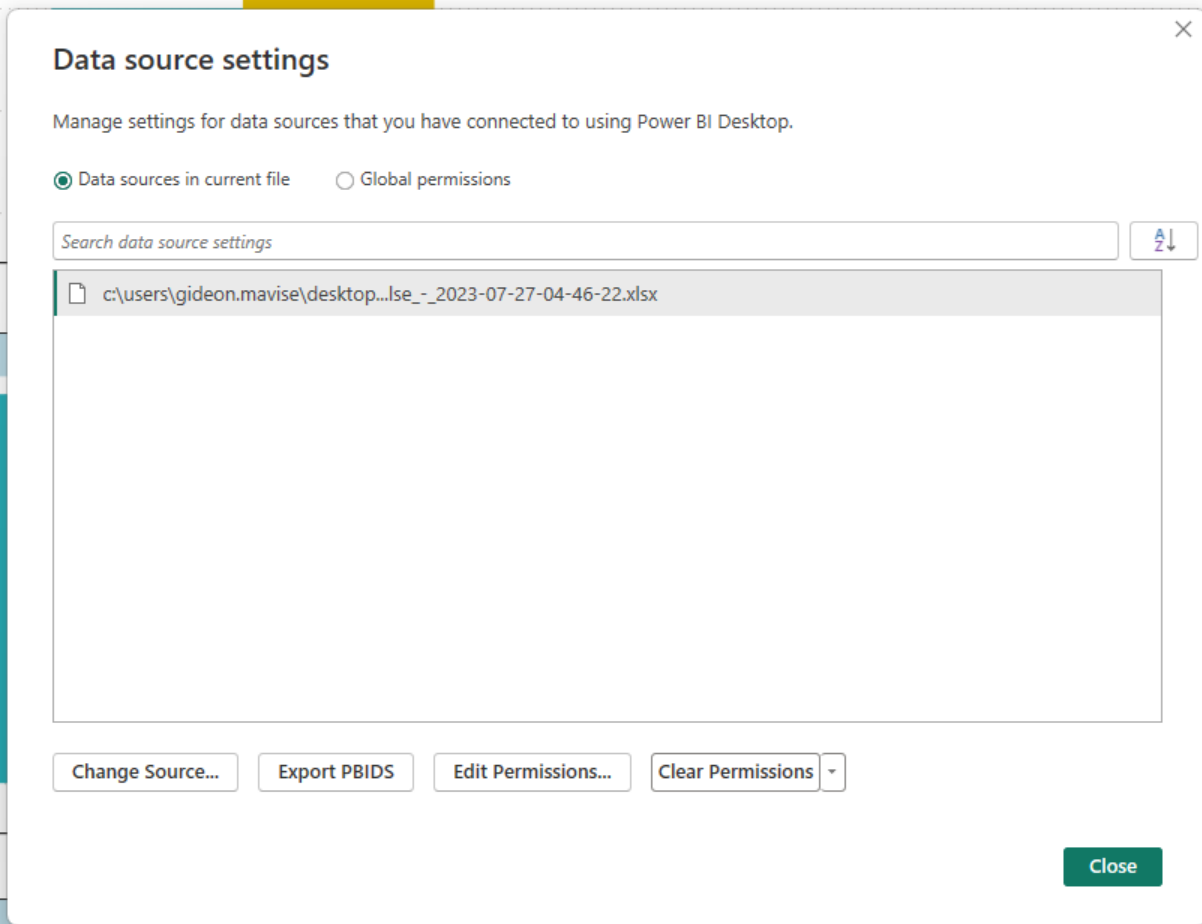 Data source settings
Manage settings for data sources that you have connected to using Power BI Desktop.
Data sources in current file
Global permissions
Search data source settings
A
Z
c:\users\gideon.mavise\desktop...lse_-_2023-07-27-04-46-22.xlsx
Change Source...
Export PBIDS
Edit Permissions...
Clear Permissions
Close